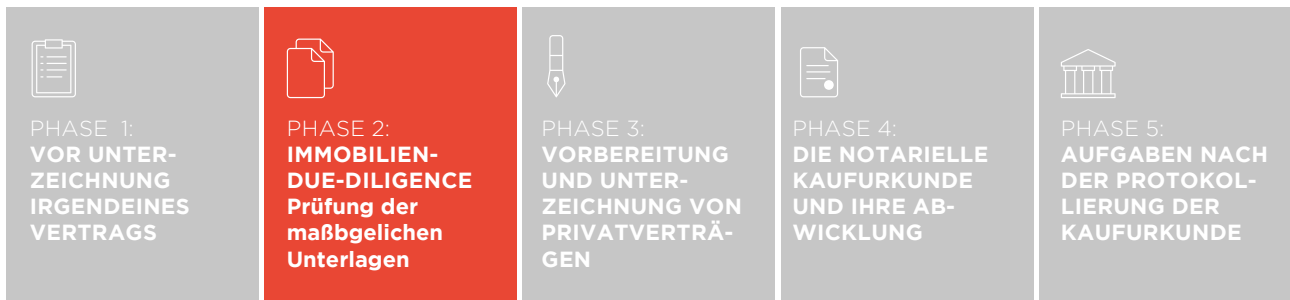 PHASE 1:
VOR UNTER-
ZEICHNUNG
IRGENDEINES
VERTRAGS
PHASE 2:
IMMOBILIEN-
DUE-DILIGENCE
Prüfung der
maßbgelichen
Unterlagen
PHASE 3:
VORBEREITUNG
UND UNTER-
ZEICHNUNG VON
PRIVATVERTRÄ-
GEN
PHASE 4:
DIE NOTARIELLE
KAUFURKUNDE
UND IHRE AB-
WICKLUNG
PHASE 5:
AUFGABEN NACH
DER PROTOKOL-
LIERUNG DER
KAUFURKUNDE